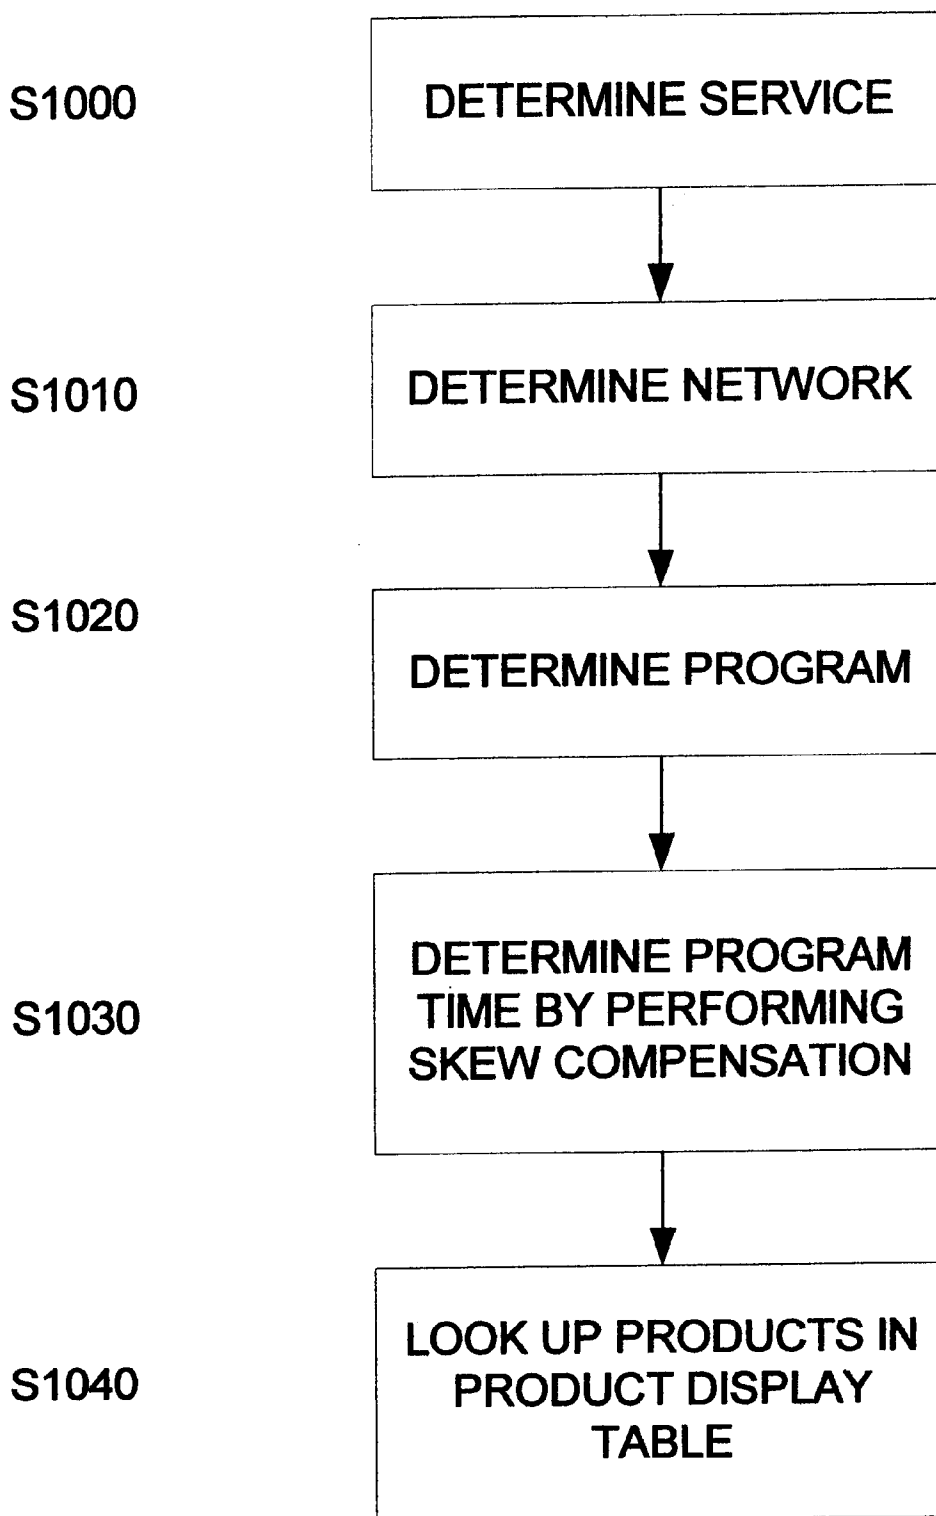 S1000
DETERMINE SERVICE
S1010
DETERMINE NETWORK
S1020
DETERMINE PROGRAM
S1030
DETERMINE PROGRAM
TIME BY PERFORMING
SKEW COMPENSATION
S1040
LOOK UP PRODUCTS IN
PRODUCT DISPLAY
TABLE